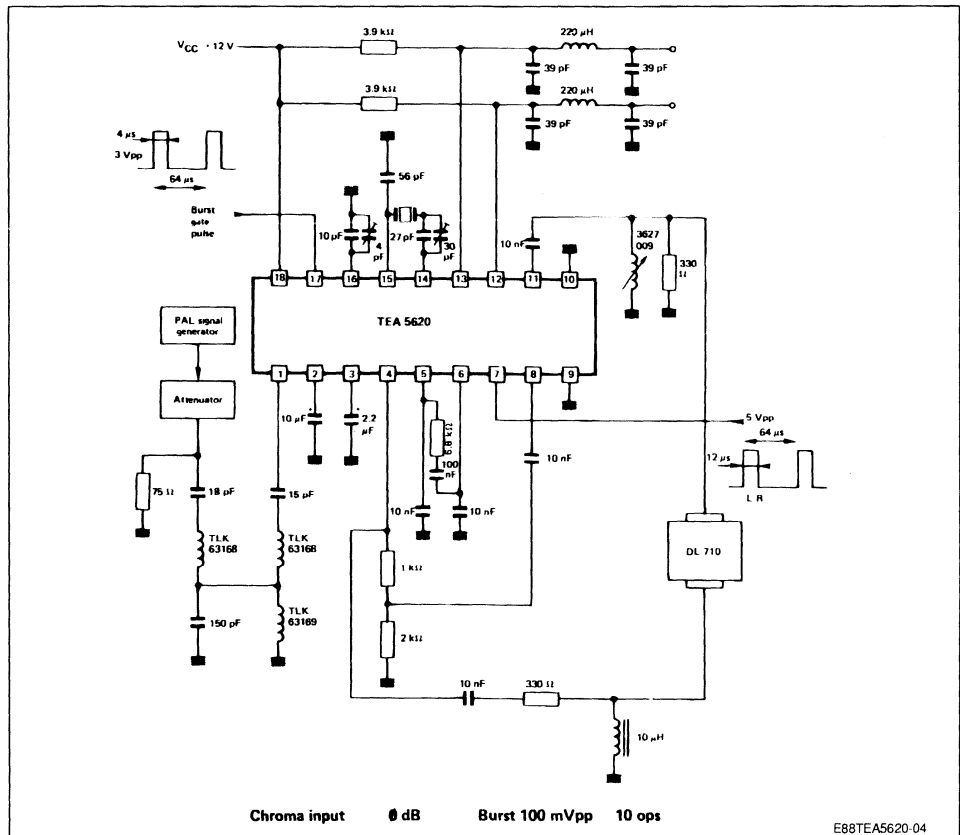 3.9 kΩ
220 μH
VCC · 12 V
39 pF
39 pF
3.9 kΩ
220 μH
4 μs
39 pF
39 pF
3 Vpp
64 μs
56 pF
Burst
gate
pulse
10 μF
4
pF
27 pF
30
μF
10 nF
3627
009
330
Ω
18
17
16
15
14
13
12
11
10
TEA 5620
PAL signal
generator
1
2
3
4
5
6
7
8
9
Attenuator
10 μF
2.2
μF
6.8 kΩ
100
nF
5 Vpp
64 μs
12 μs
L R
10 nF
75 Ω
18 pF
15 pF
10 nF
10 nF
TLK
63168
TLK
63168
1 kΩ
DL 710
150 pF
TLK
63169
2 kΩ
10 nF
330 Ω
10 μH
Chroma input 0 dB Burst 100 mVpp 10 ops
E88TEA5620-04